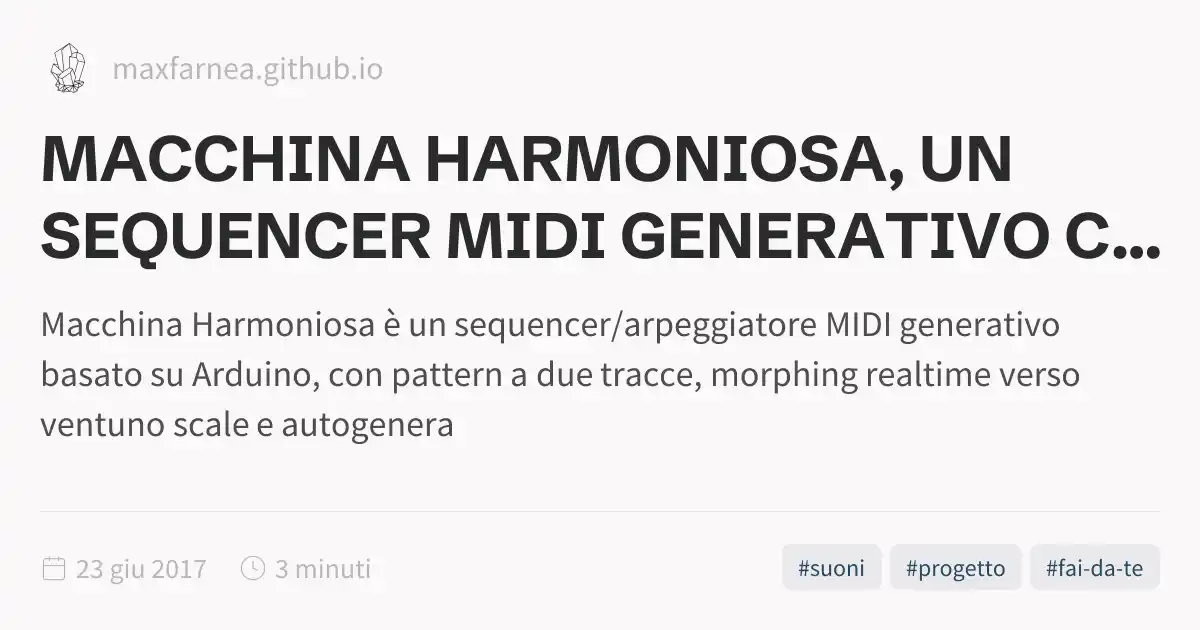 maxfarnea.github.io
MACCHINA HARMONIOSA, UN
SEQUENCER MIDI GENERATIVO C...
Macchina Harmoniosa è un sequencer/arpeggiatore MIDI generativo
basato su Arduino, con pattern a due tracce, morphing realtime verso
ventuno scale e autogenera
23 giu 2017 3 minuti #suoni #progetto #fai-da-te